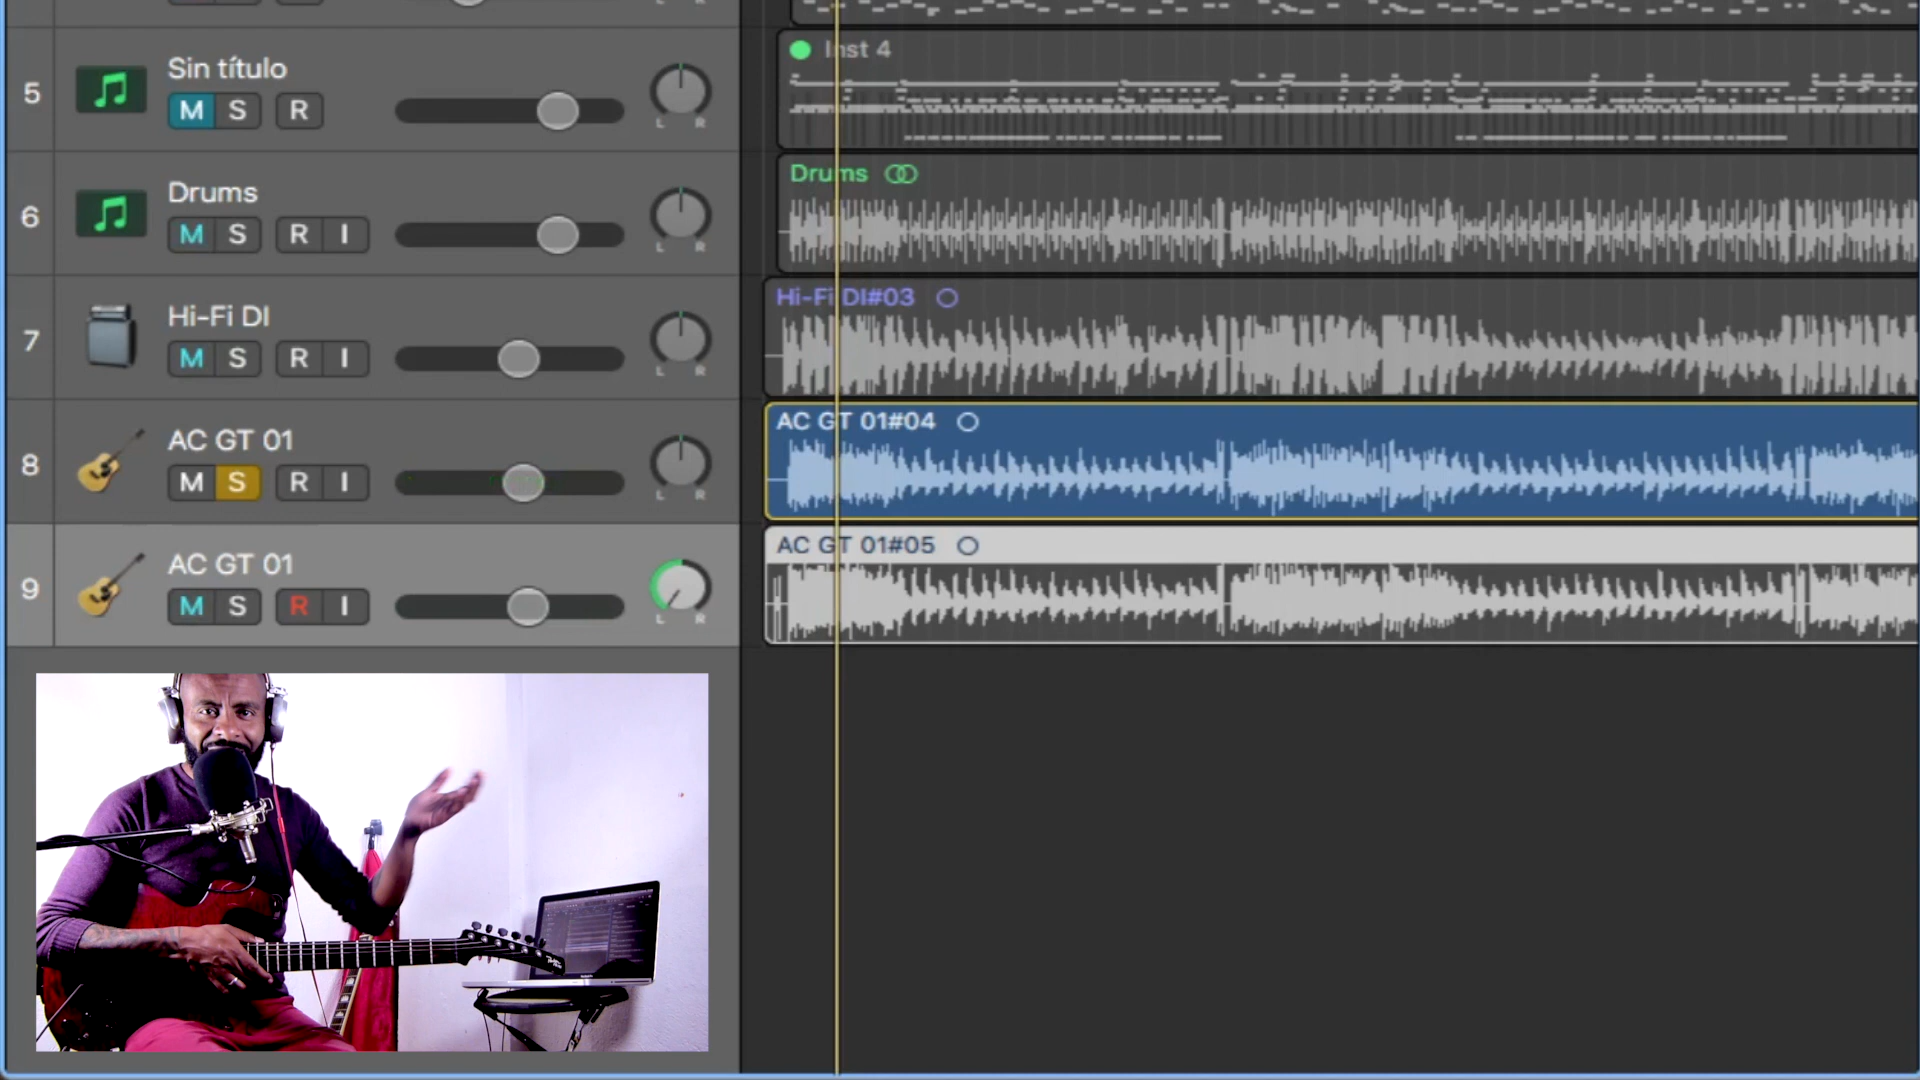 L R
Inst 4
5 Sin título
M S R
L R
Drums
6 Drums
M S R I
L R
Hi-Fi DI#03
7 Hi-Fi DI
M S R I
L R
AC GT 01#04
8 AC GT 01
M S R I
L R
AC GT 01#05
9 AC GT 01
M S R I
L R